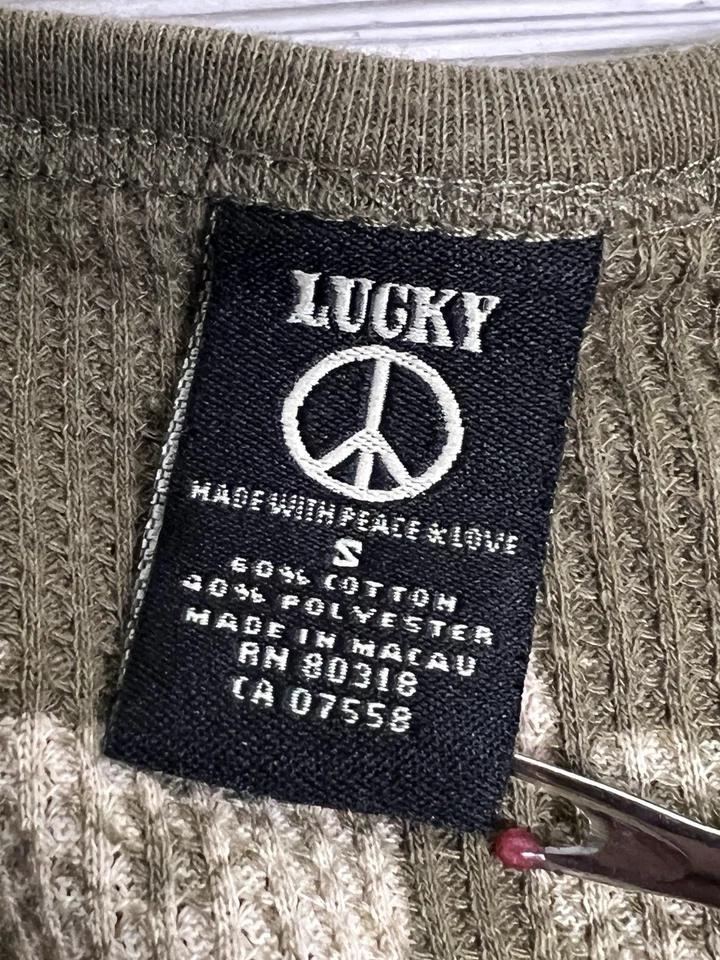 LUCKY
MADE WITH PEACE & LOVE
S
60% COTTON
40% POLYESTER
MADE IN MACAU
RN 80318
CA 07558